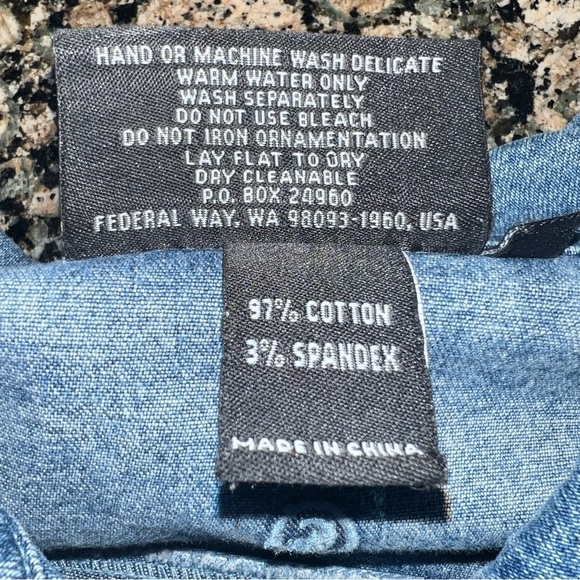 HAND OR MACHINE WASH DELICATE
WARM WATER ONLY
WASH SEPARATELY
DO NOT USE BLEACH
DO NOT IRON ORNAMENTATION
LAY FLAT TO DRY
DRY CLEANABLE
P.O. BOX 24960
FEDERAL WAY, WA 98093-1960, USA
97% COTTON
3% SPANDEX
MADE IN CHINA